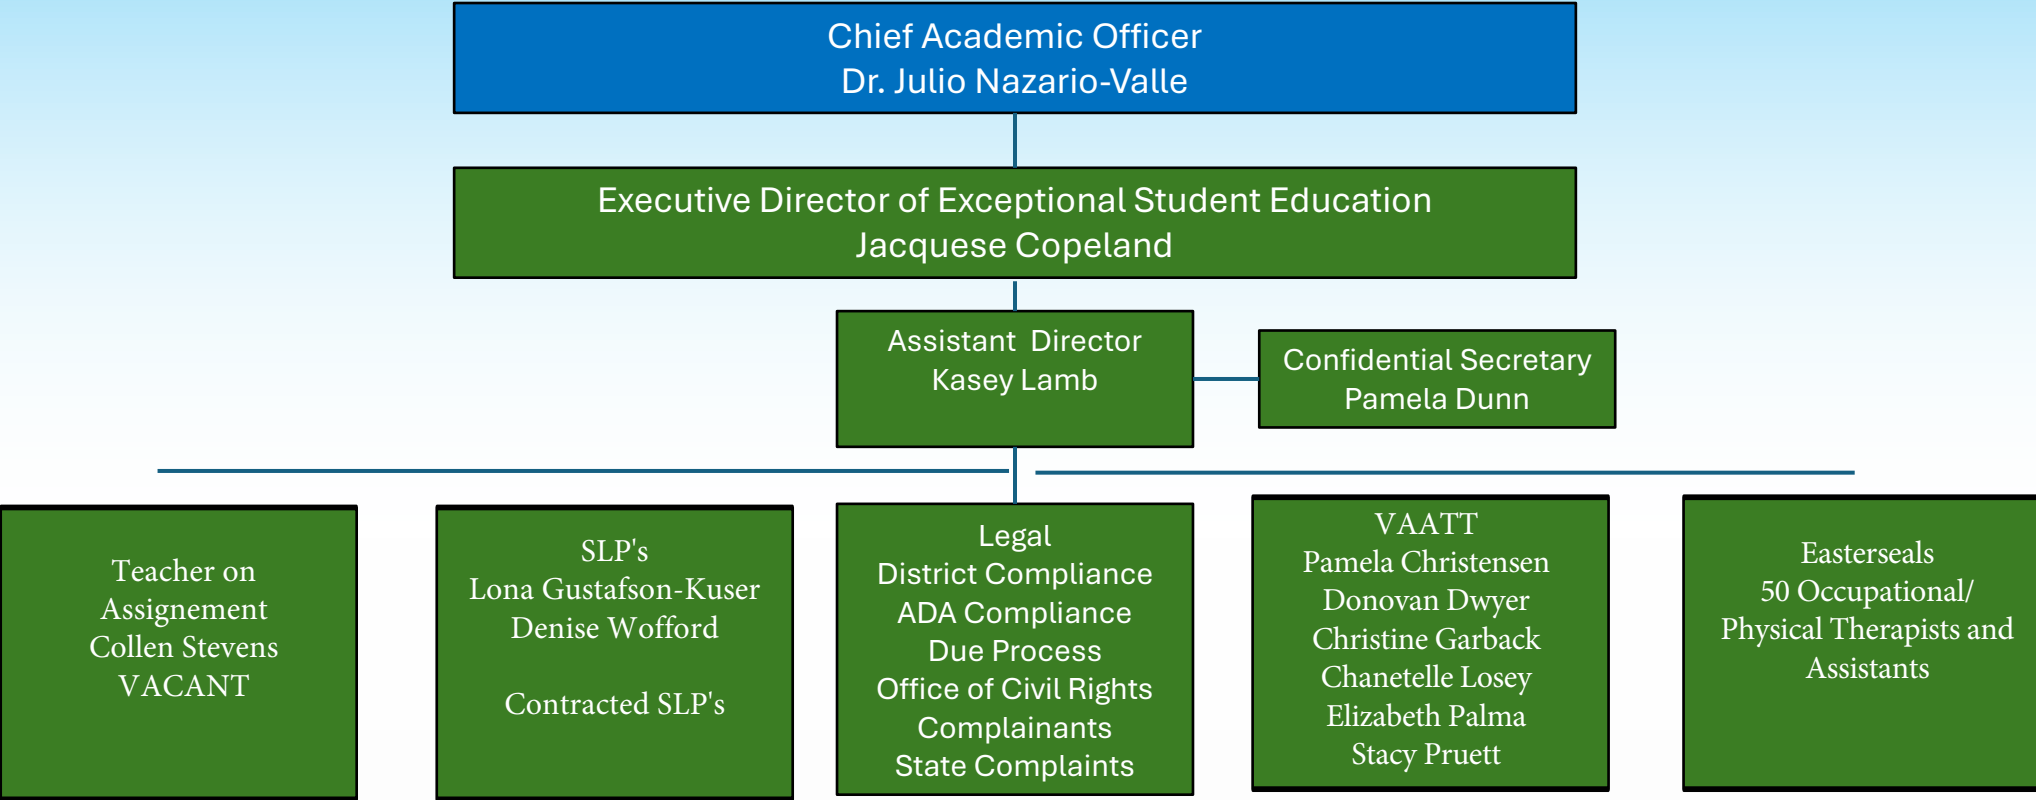 Chief Academic Officer
Dr. Julio Nazario-Valle
Executive Director of Exceptional Student Education
Jacquese Copeland
Assistant  Director
Kasey Lamb
Confidential Secretary
Pamela Dunn
Teacher on
Assignement
Collen Stevens
VACANT
SLP's
Lona Gustafson-Kuser
Denise Wofford
Contracted SLP's
Legal
District Compliance
ADA Compliance
Due Process
Office of Civil Rights
Complainants
State Complaints
VAATT
Pamela Christensen
Donovan Dwyer
Christine Garback
Chanetelle Losey
Elizabeth Palma
Stacy Pruett
Easterseals
50 Occupational/
Physical Therapists and
Assistants